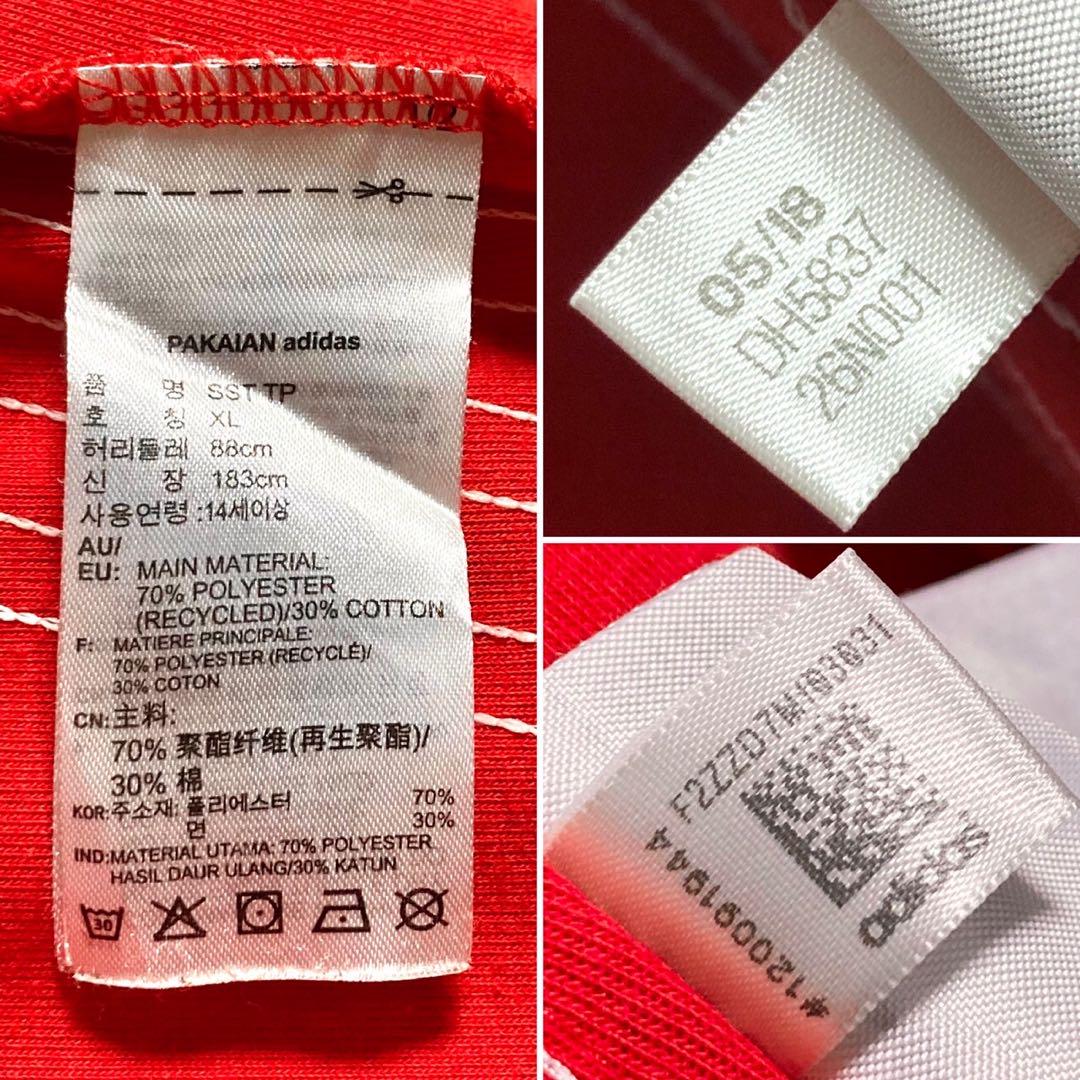 PAKAIAN adidas
품 명 SST TP
호 칭 XL
허리둘레 88cm
신 장 183cm
사용연령 :14세이상
AU/
EU: MAIN MATERIAL:
70% POLYESTER
(RECYCLED)/30% COTTON
F: MATIERE PRINCIPALE:
70% POLYESTER (RECYCLÉ)/
30% COTON
CN:主料:
70% 聚酯纤维(再生聚酯)/
30% 棉
KOR:주소재: 폴리에스터 70%
면 30%
IND:MATERIAL UTAMA: 70% POLYESTER
HASIL DAUR ULANG/30% KATUN
30
05/18
DH5837
26N001
#120091944